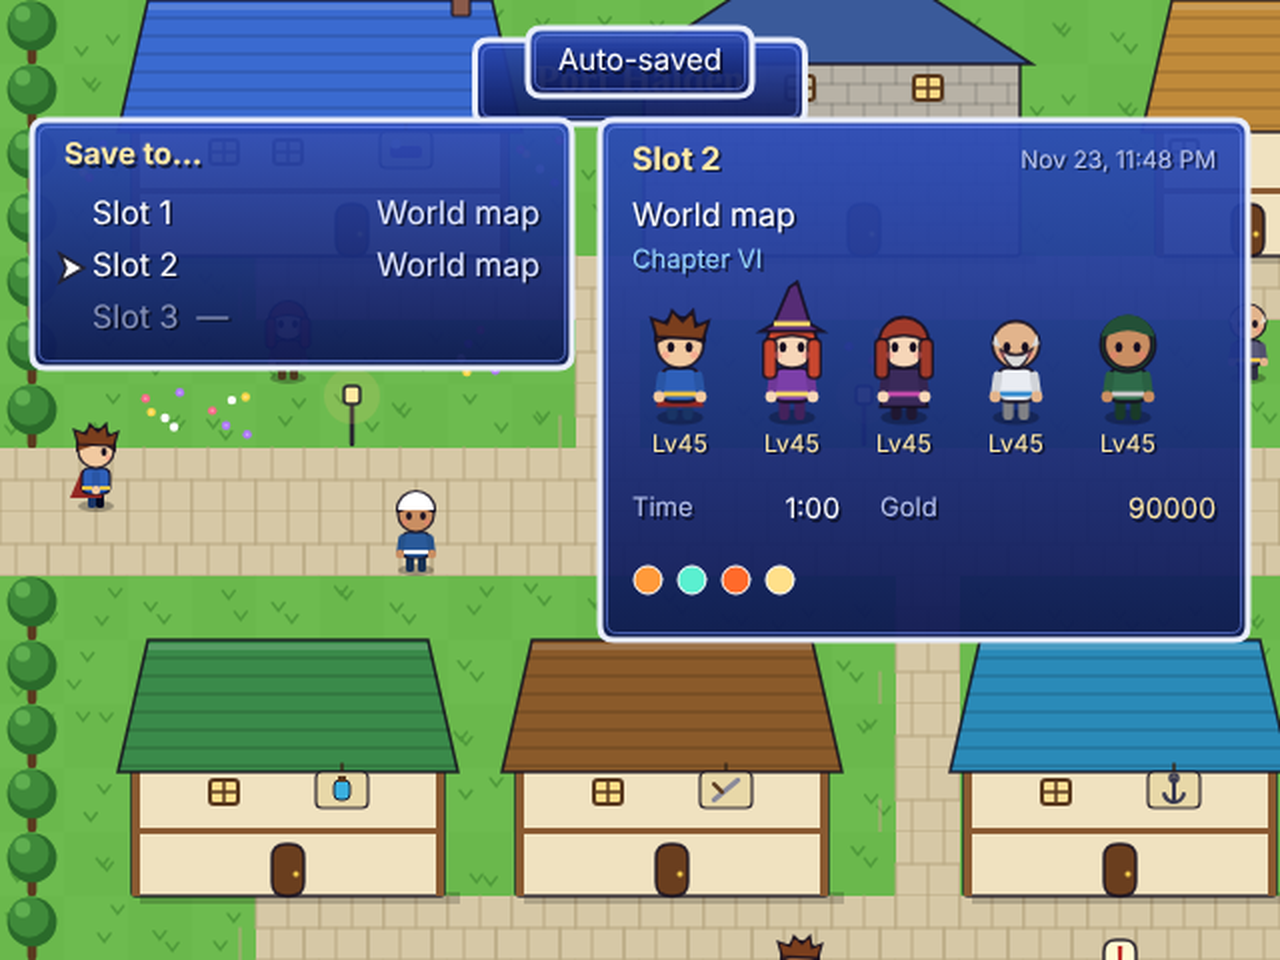 Auto-saved
Save to...
Slot 1 World map
Slot 2 World map
Slot 3 —
Slot 2 Nov 23, 11:48 PM
World map
Chapter VI
Lv45 Lv45 Lv45 Lv45 Lv45
Time 1:00 Gold 90000
!